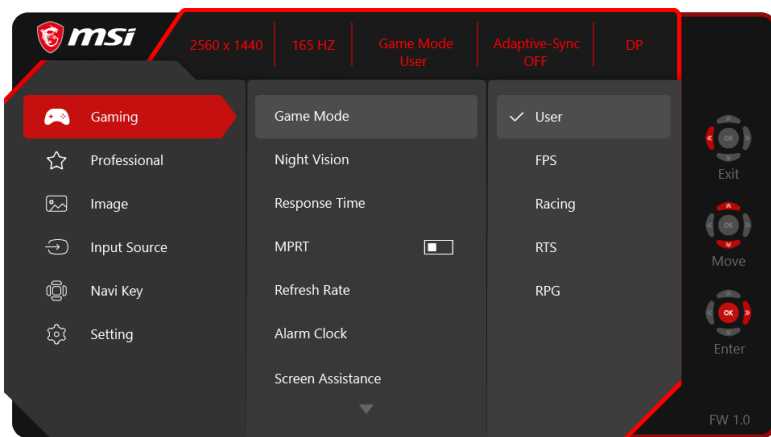 msi
2560 x 1440
165 HZ
Game Mode
User
Adaptive-Sync
OFF
DP
Gaming
Professional
Image
Input Source
Navi Key
Setting
Game Mode
Night Vision
Response Time
MPRT
Refresh Rate
Alarm Clock
Screen Assistance
User
FPS
Racing
RTS
RPG
OK
Exit
OK
Move
OK
Enter
FW 1.0